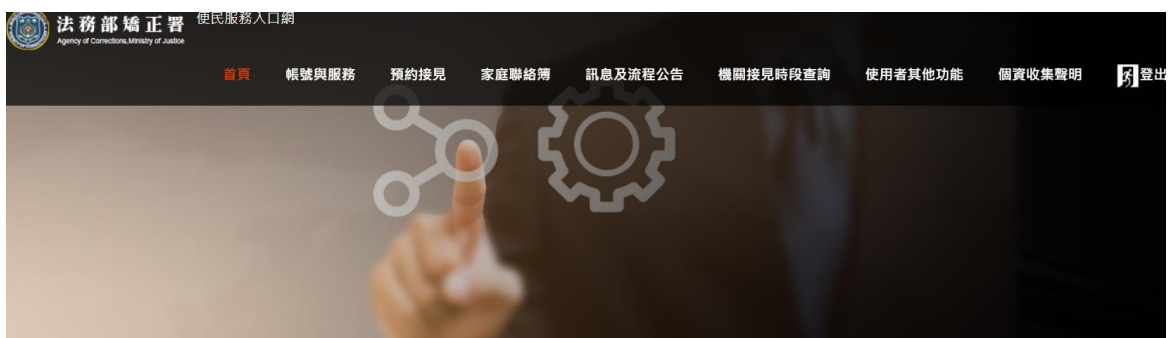 法務部矯正署
Agency of Corrections,Ministry of Justice
便民服務入口網
首頁 帳號與服務 預約接見 家庭聯絡簿 訊息及流程公告 機關接見時段查詢 使用者其他功能 個資收集聲明 登出